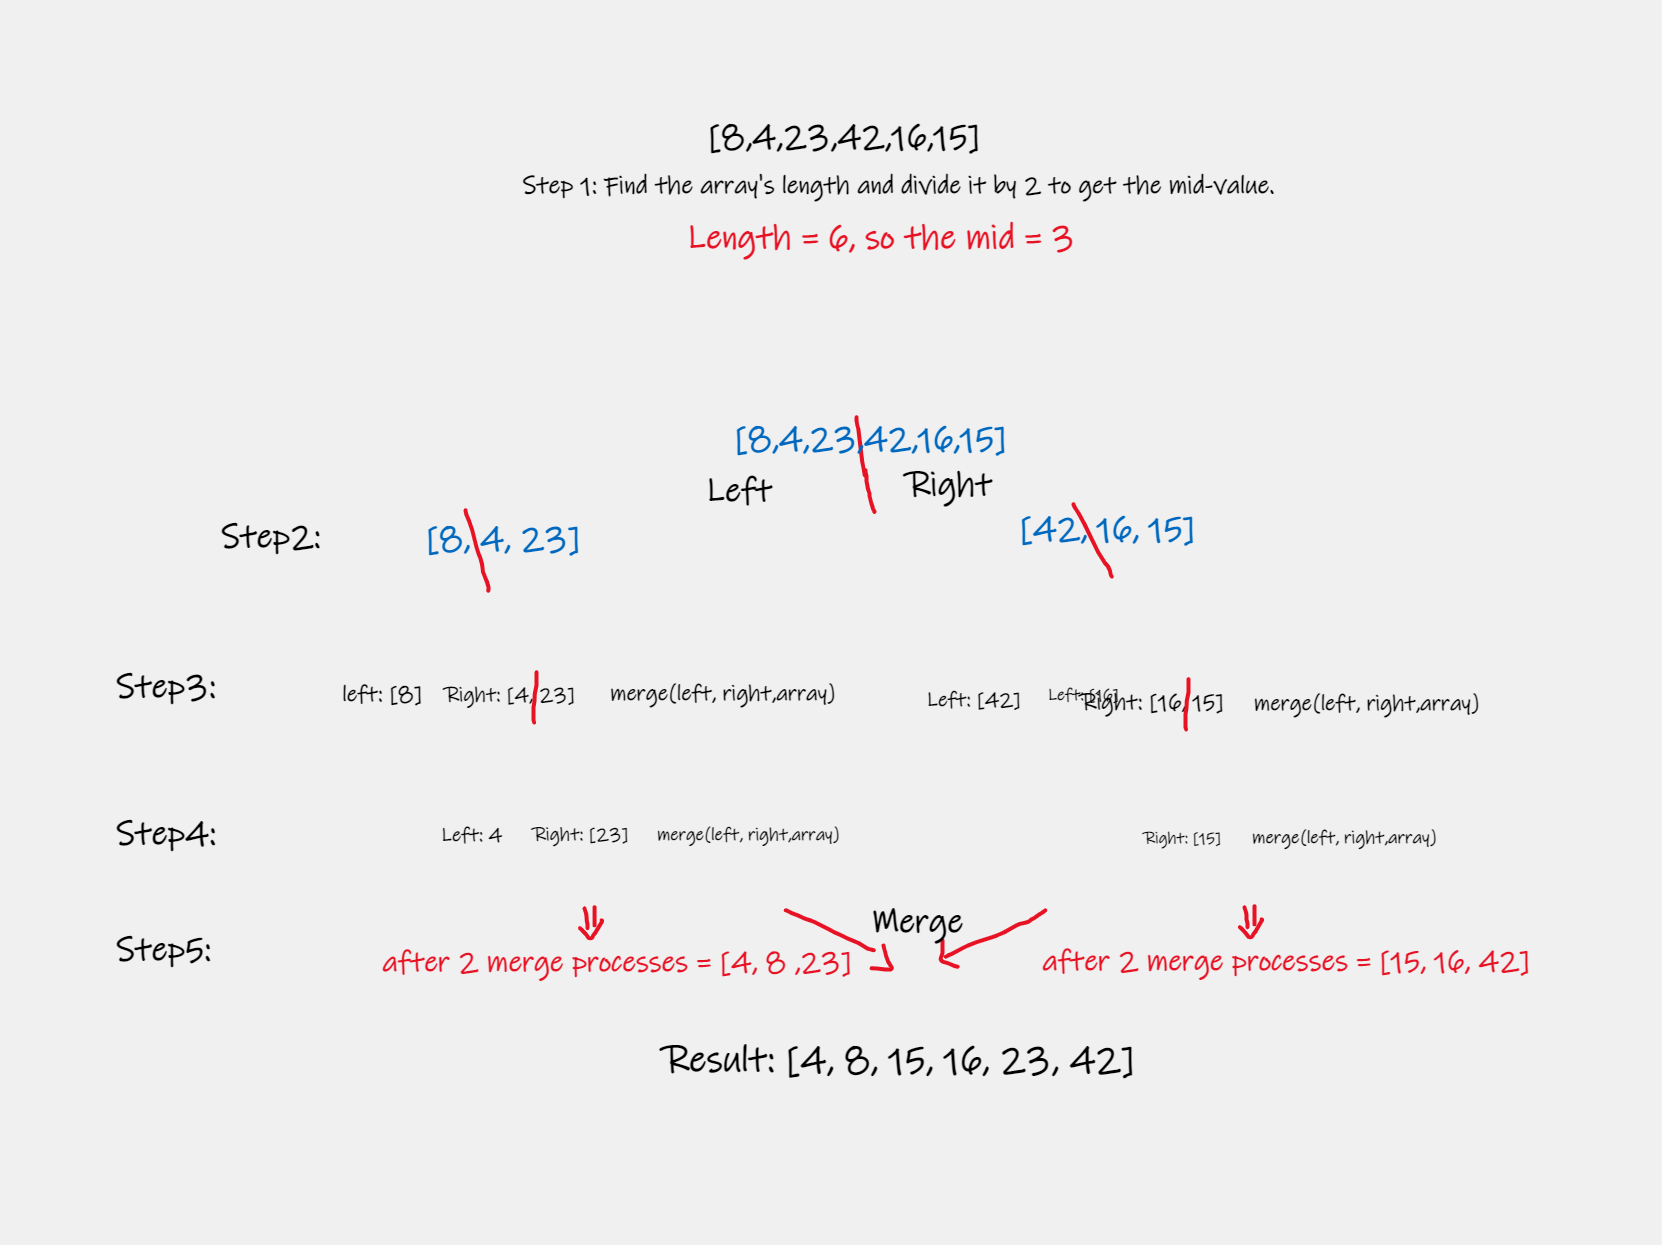 [8,4,23,42,16,15]
Step 1: Find the array's length and divide it by 2 to get the mid-value.
Length = 6, so the mid = 3
[8,4,23,42,16,15]
Left Right
Step2: [8, 4, 23] [42, 16, 15]
Step3: left: [8] Right: [4, 23] merge(left, right,array) Left: [42] Left: [16] Right: [16, 15] merge(left, right,array)
Step4: Left: 4 Right: [23] merge(left, right,array) Right: [15] merge(left, right,array)
Merge
Step5: after 2 merge processes = [4, 8 ,23] after 2 merge processes = [15, 16, 42]
Result: [4, 8, 15, 16, 23, 42]